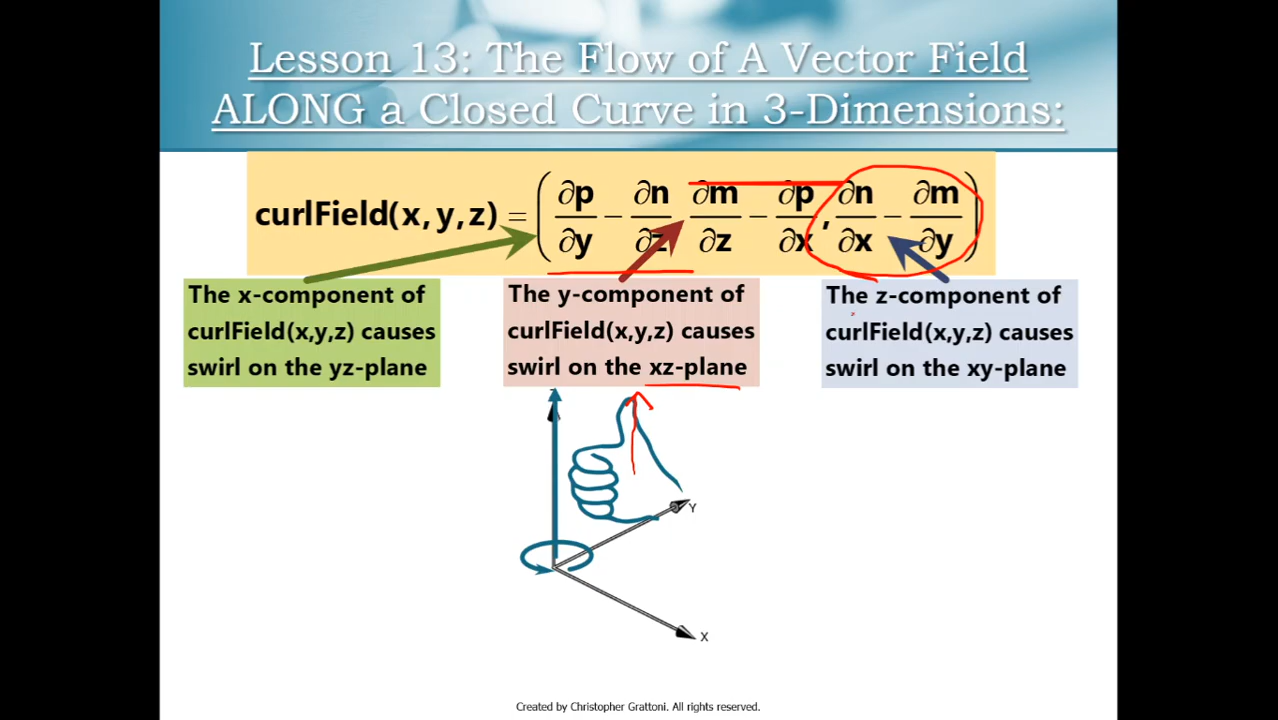 Lesson 13: The Flow of A Vector Field
ALONG a Closed Curve in 3-Dimensions:
curlField(x,y,z) = (∂p/∂y − ∂n/∂z ∂m/∂z − ∂p/∂x, ∂n/∂x − ∂m/∂y)
The x-component of
curlField(x,y,z) causes
swirl on the yz-plane
The y-component of
curlField(x,y,z) causes
swirl on the xz-plane
The z-component of
curlField(x,y,z) causes
swirl on the xy-plane
Y
X
Created by Christopher Grattoni. All rights reserved.